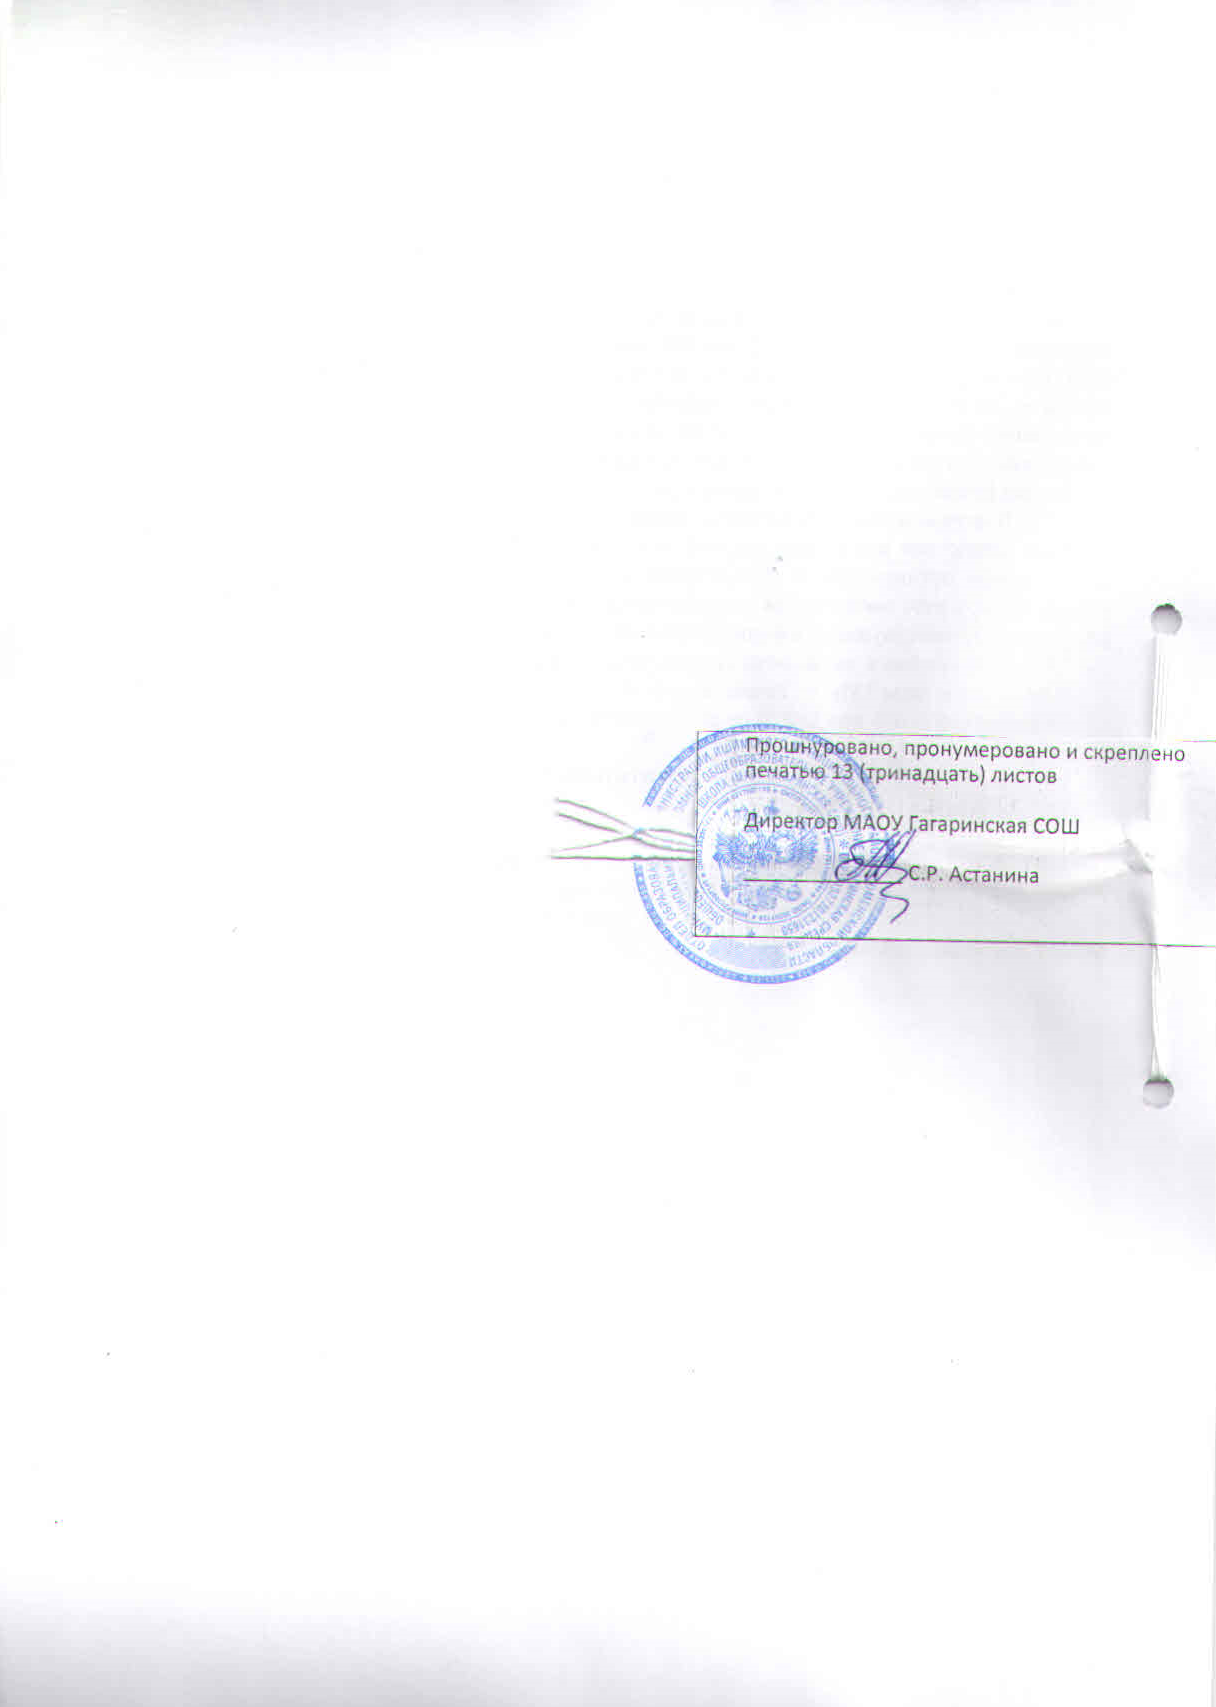 Прошнуровано, пронумеровано и скреплено
печатью 13 (тринадцать) листов
Директор МАОУ Гагаринская СОШ
С.Р. Астанина